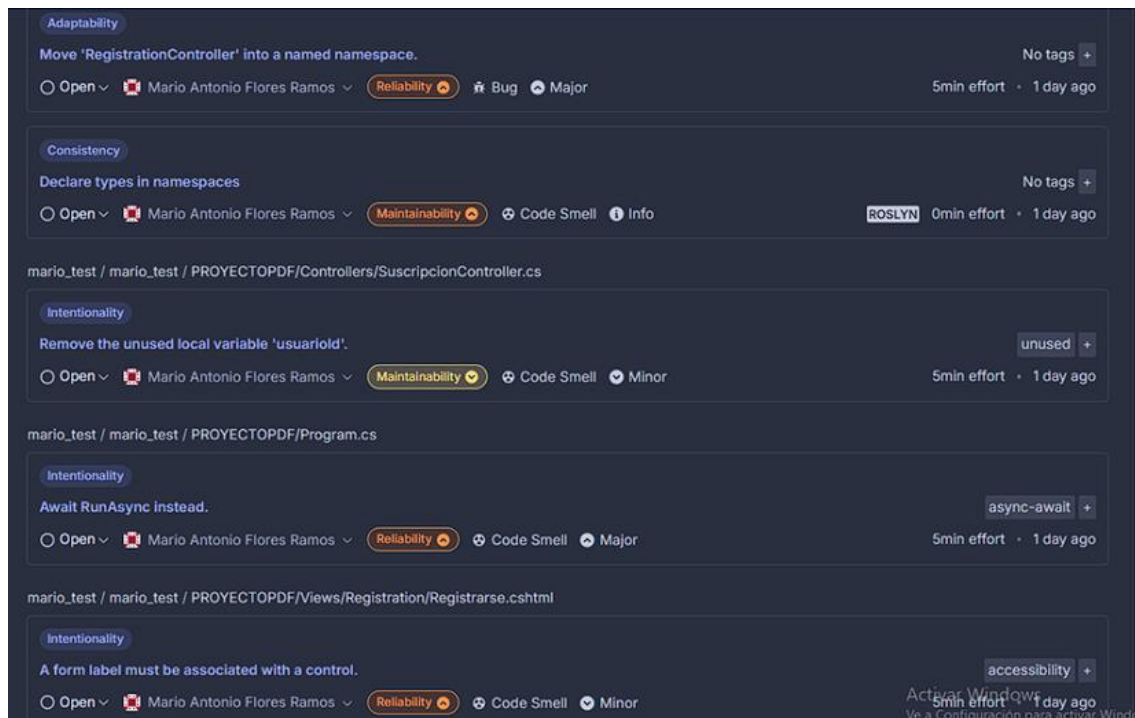 Adaptability
Move 'RegistrationController' into a named namespace.
No tags +
Open Mario Antonio Flores Ramos Reliability Bug Major
5min effort • 1 day ago
Consistency
Declare types in namespaces
No tags +
Open Mario Antonio Flores Ramos Maintainability Code Smell Info
ROSLYN 0min effort • 1 day ago
mario_test / mario_test / PROYECTOPDF/Controllers/SuscripcionController.cs
Intentionality
Remove the unused local variable 'usuarioId'.
unused +
Open Mario Antonio Flores Ramos Maintainability Code Smell Minor
5min effort • 1 day ago
mario_test / mario_test / PROYECTOPDF/Program.cs
Intentionality
Await RunAsync instead.
async-await +
Open Mario Antonio Flores Ramos Reliability Code Smell Major
5min effort • 1 day ago
mario_test / mario_test / PROYECTOPDF/Views/Registration/Registrarse.cshtml
Intentionality
A form label must be associated with a control.
accessibility +
Open Mario Antonio Flores Ramos Reliability Code Smell Minor
5min effort • 1 day ago
Activar Windows
Ve a Configuración para activar Wind